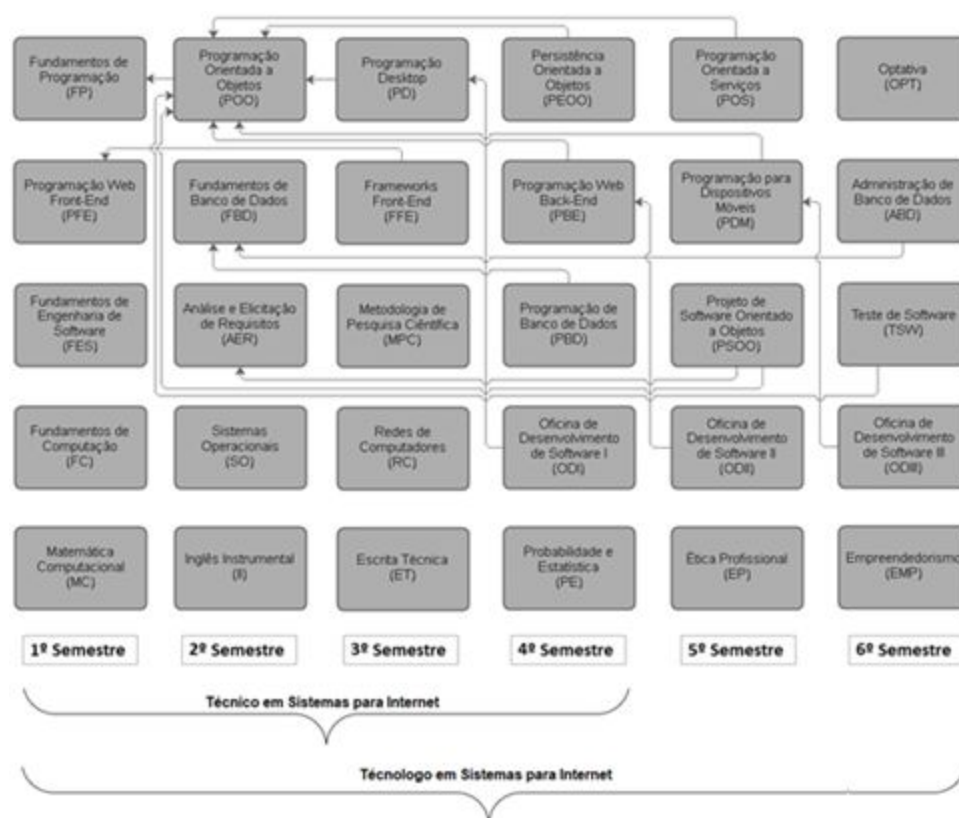 Fundamentos de
Programação
(FP)
Programação
Orientada a
Objetos
(POO)
Programação
Desktop
(PD)
Persistência
Orientada a
Objetos
(PEOO)
Programação
Orientada a
Serviços
(POS)
Optativa
(OPT)
Programação Web
Front-End
(PFE)
Fundamentos de
Banco de Dados
(FBD)
Frameworks
Front-End
(FFE)
Programação Web
Back-End
(PBE)
Programação para
Dispositivos
Móveis
(PDM)
Administração de
Banco de Dados
(ABD)
Fundamentos de
Engenharia de
Software
(FES)
Análise e Elicitação
de Requisitos
(AER)
Metodologia de
Pesquisa Científica
(MPC)
Programação de
Banco de Dados
(PBD)
Projeto de
Software Orientado
a Objetos
(PSOO)
Teste de Software
(TSW)
Fundamentos de
Computação
(FC)
Sistemas
Operacionais
(SO)
Redes de
Computadores
(RC)
Oficina de
Desenvolvimento
de Software I
(ODI)
Oficina de
Desenvolvimento
de Software II
(ODII)
Oficina de
Desenvolvimento
de Software III
(ODIII)
Matemática
Computacional
(MC)
Inglês Instrumental
(II)
Escrita Técnica
(ET)
Probabilidade e
Estatística
(PE)
Ética Profissional
(EP)
Empreendedorismo
(EMP)
1º Semestre
2º Semestre
3º Semestre
4º Semestre
5º Semestre
6º Semestre
Técnico em Sistemas para Internet
Técnologo em Sistemas para Internet